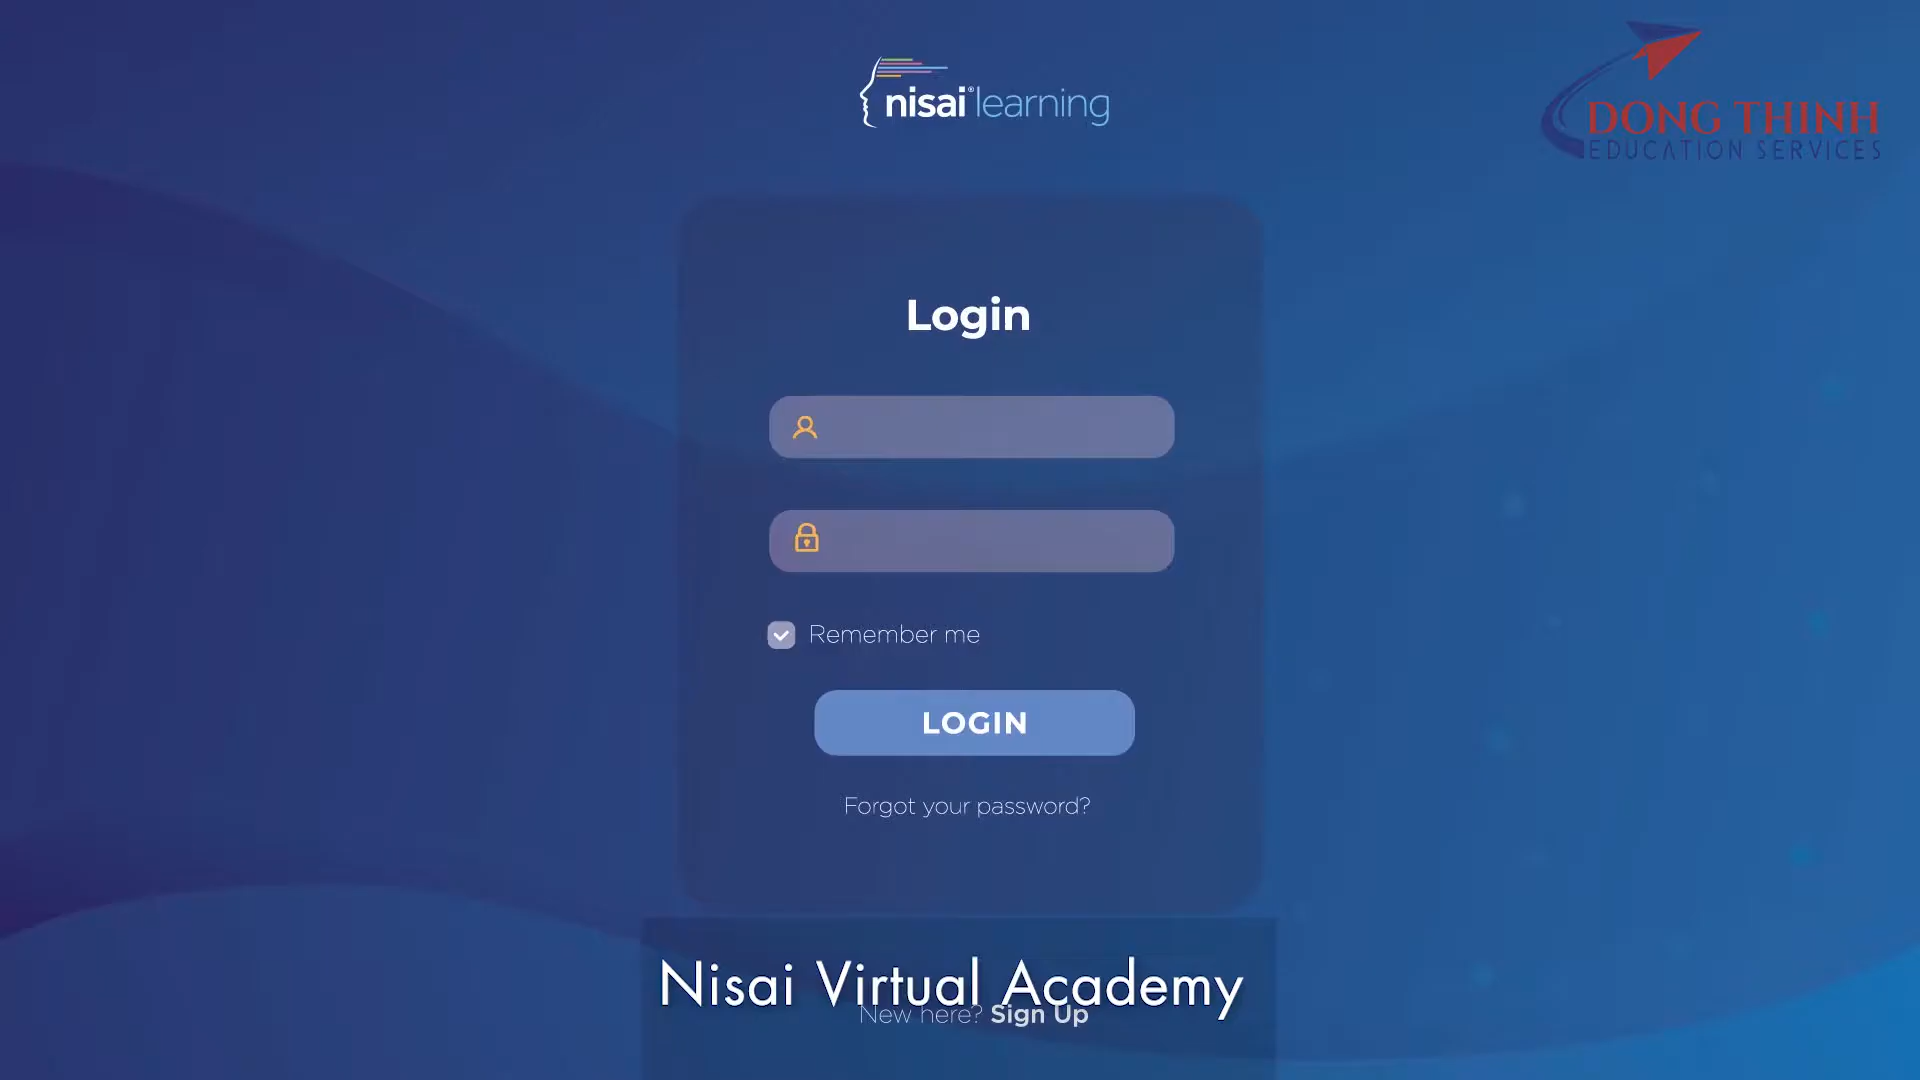 nisai® learning
DONG THINH
EDUCATION SERVICES
Login
Remember me
LOGIN
Forgot your password?
Nisai Virtual Academy
New here? Sign Up